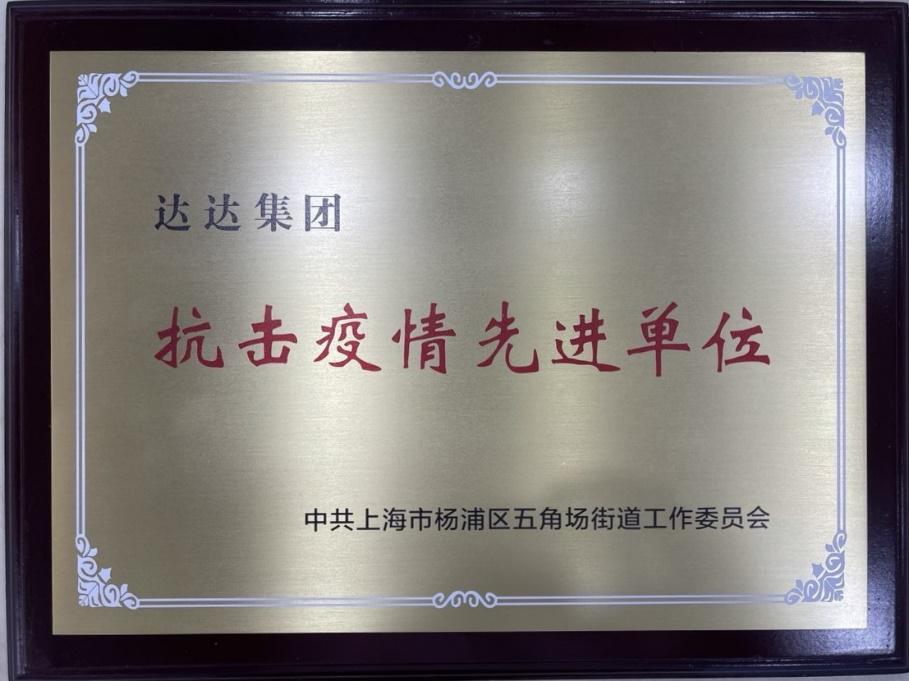 达达集团
抗击疫情先进单位
中共上海市杨浦区五角场街道工作委员会